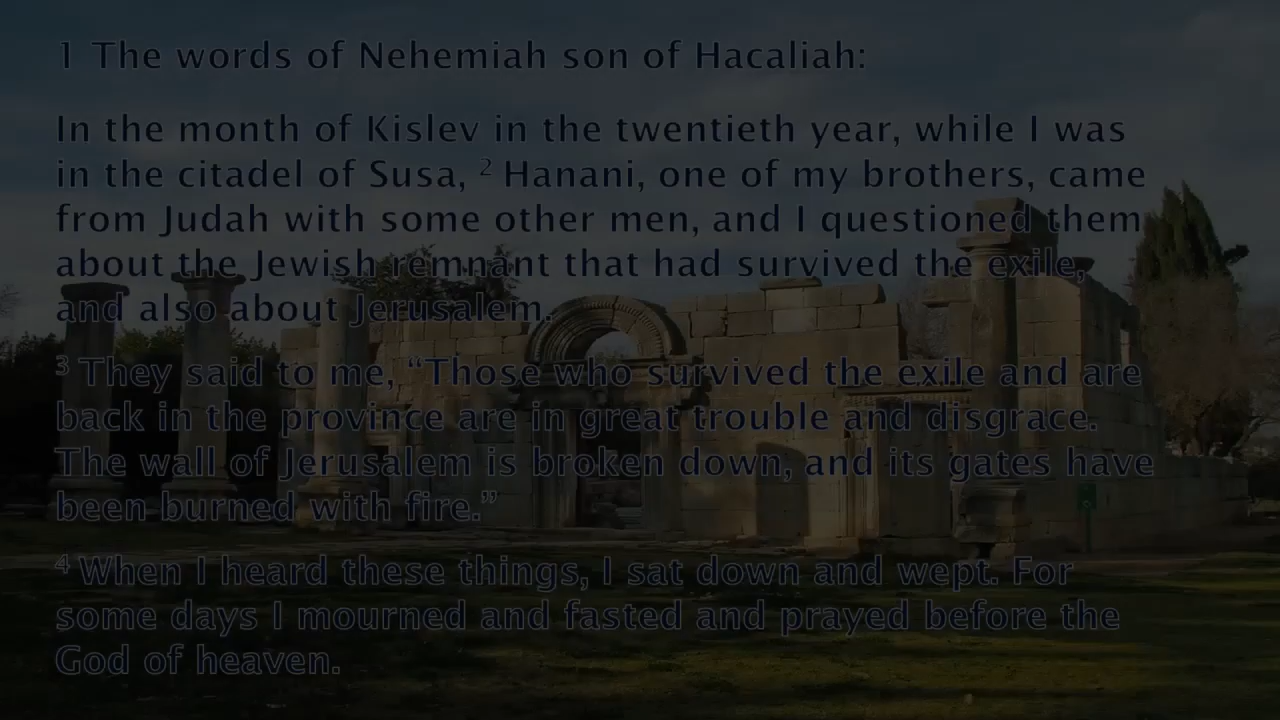 1 The words of Nehemiah son of Hacaliah:
In the month of Kislev in the twentieth year, while I was
in the citadel of Susa, 2 Hanani, one of my brothers, came
from Judah with some other men, and I questioned them
about the Jewish remnant that had survived the exile,
and also about Jerusalem.
3 They said to me, “Those who survived the exile and are
back in the province are in great trouble and disgrace.
The wall of Jerusalem is broken down, and its gates have
been burned with fire.”
4 When I heard these things, I sat down and wept. For
some days I mourned and fasted and prayed before the
God of heaven.